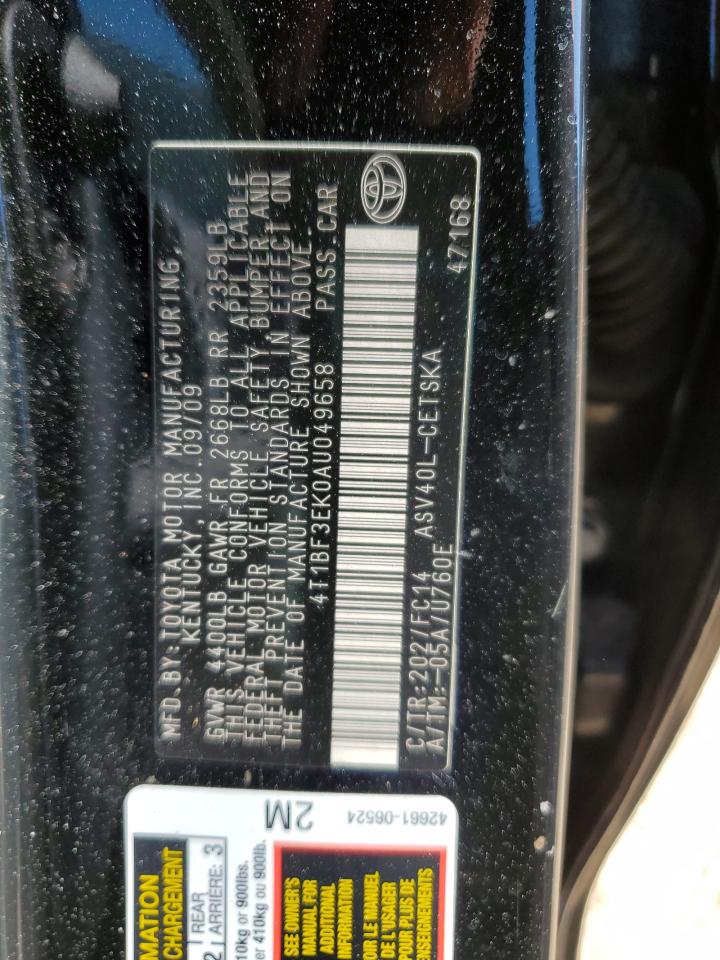 MFD.BY:TOYOTA MOTOR MANUFACTURING,
KENTUCKY, INC.09/09
GVWR 4400LB GAWR FR 2668LB RR 2359LB
THIS VEHICLE CONFORMS TO ALL APPLICABLE
FEDERAL MOTOR VEHICLE SAFETY, BUMPER,AND
THEFT PREVENTION STANDARDS IN EFFECT ON
THE DATE OF MANUFACTURE SHOWN ABOVE.
4T1BF3EK0AU049658 PASS.CAR
C/TR:202/FC14 ASV40L-CETSKA
A/TM:-05A/U760E 47168
2M
42661-06524
MATION
CHARGEMENT
2 REAR
ARRIÈRE: 3
10kg or 900lbs.
er 410kg ou 900lb.
SEE OWNER'S
MANUAL FOR
ADDITIONAL
INFORMATION
OIR LE MANUEL
DE L'USAGER
POUR PLUS DE
ENSEIGNEMENTS